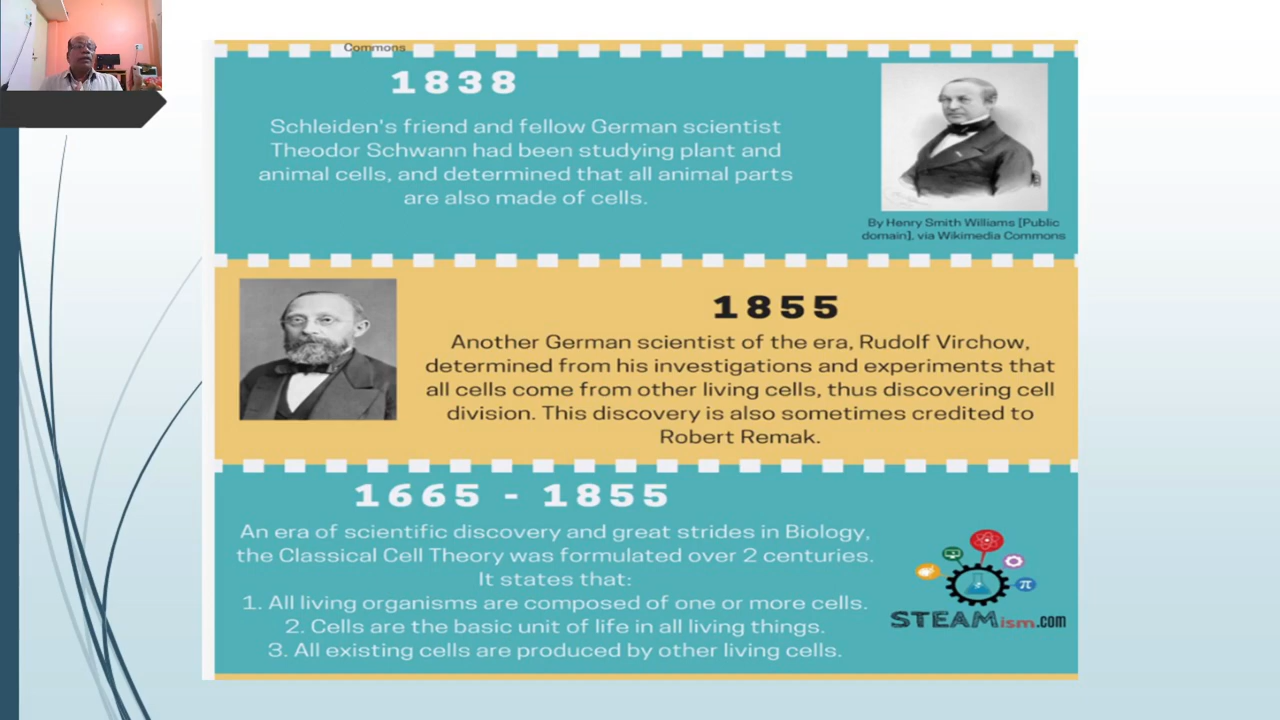 Commons
1838
Schleiden's friend and fellow German scientist
Theodor Schwann had been studying plant and
animal cells, and determined that all animal parts
are also made of cells.
By Henry Smith Williams [Public
domain], via Wikimedia Commons
1855
Another German scientist of the era, Rudolf Virchow,
determined from his investigations and experiments that
all cells come from other living cells, thus discovering cell
division. This discovery is also sometimes credited to
Robert Remak.
1665 - 1855
An era of scientific discovery and great strides in Biology,
the Classical Cell Theory was formulated over 2 centuries.
It states that:
1. All living organisms are composed of one or more cells.
2. Cells are the basic unit of life in all living things.
3. All existing cells are produced by other living cells.
π
STEAMism.com